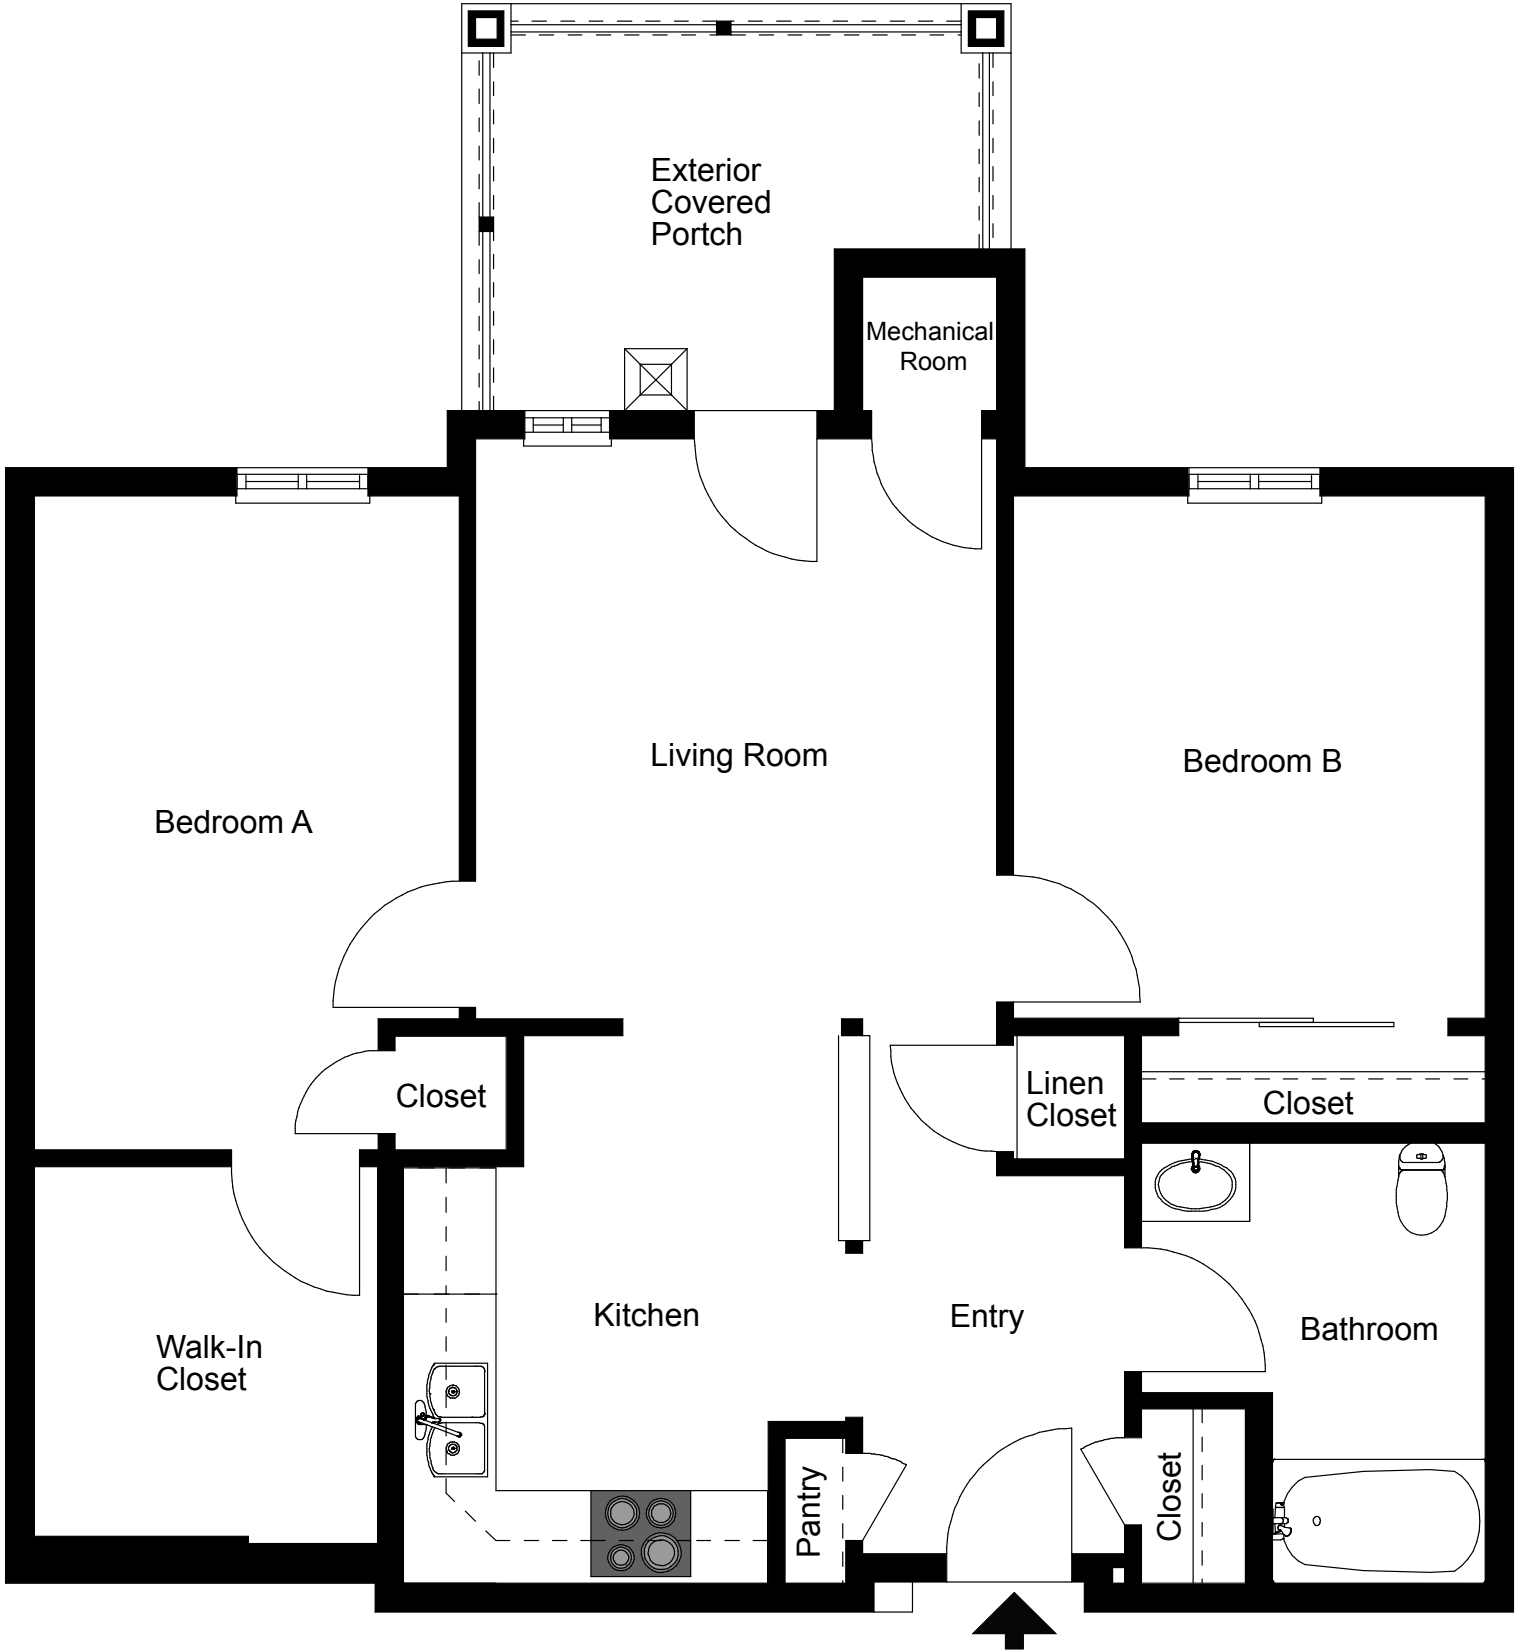 Exterior
Covered
Portch
Mechanical
Room
Living Room
Bedroom B
Bedroom A
Closet
Linen
Closet
Closet
Kitchen
Entry
Bathroom
Walk-In
Closet
Pantry
Closet